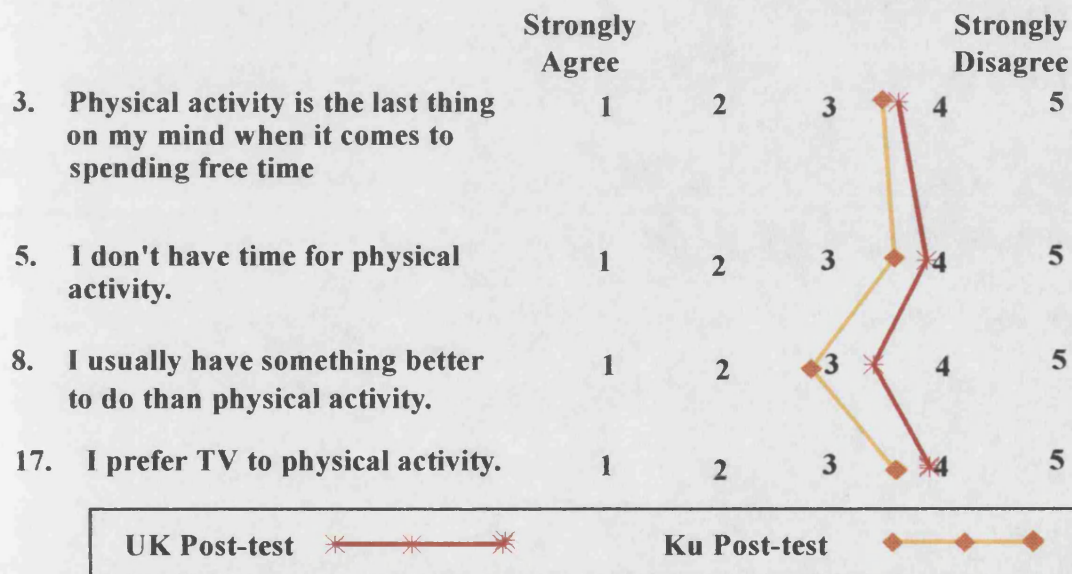 Strongly Strongly
Agree Disagree
3. Physical activity is the last thing 1 2 3 4 5
on my mind when it comes to
spending free time
5. I don't have time for physical 1 2 3 4 5
activity.
8. I usually have something better 1 2 3 4 5
to do than physical activity.
17. I prefer TV to physical activity. 1 2 3 4 5
UK Post-test Ku Post-test